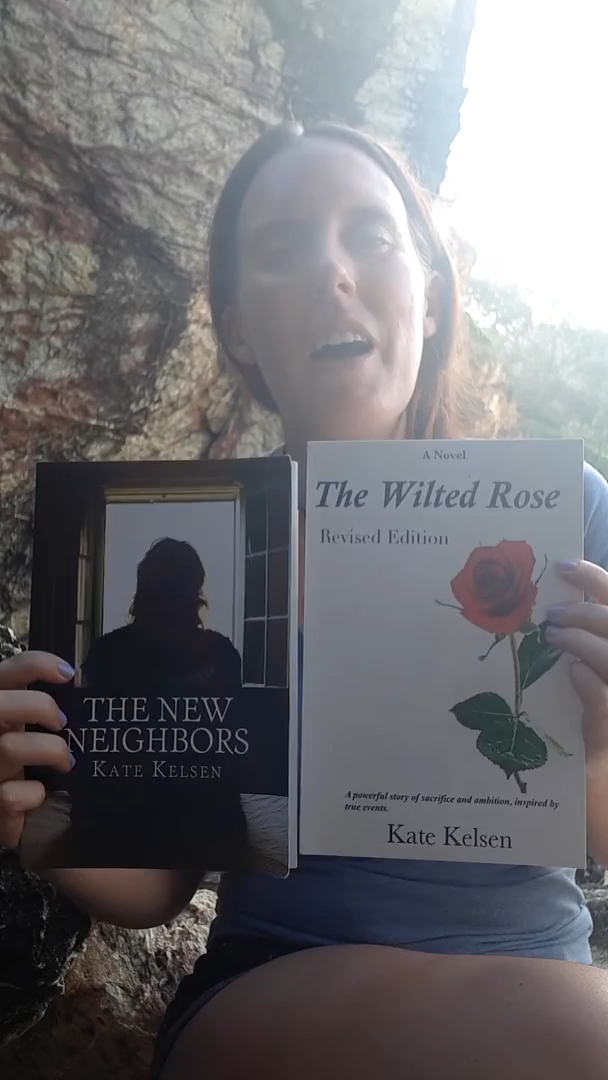 THE NEW
NEIGHBORS
KATE KELSEN
A Novel
The Wilted Rose
Revised Edition
A powerful story of sacrifice and ambition, inspired by
true events.
Kate Kelsen